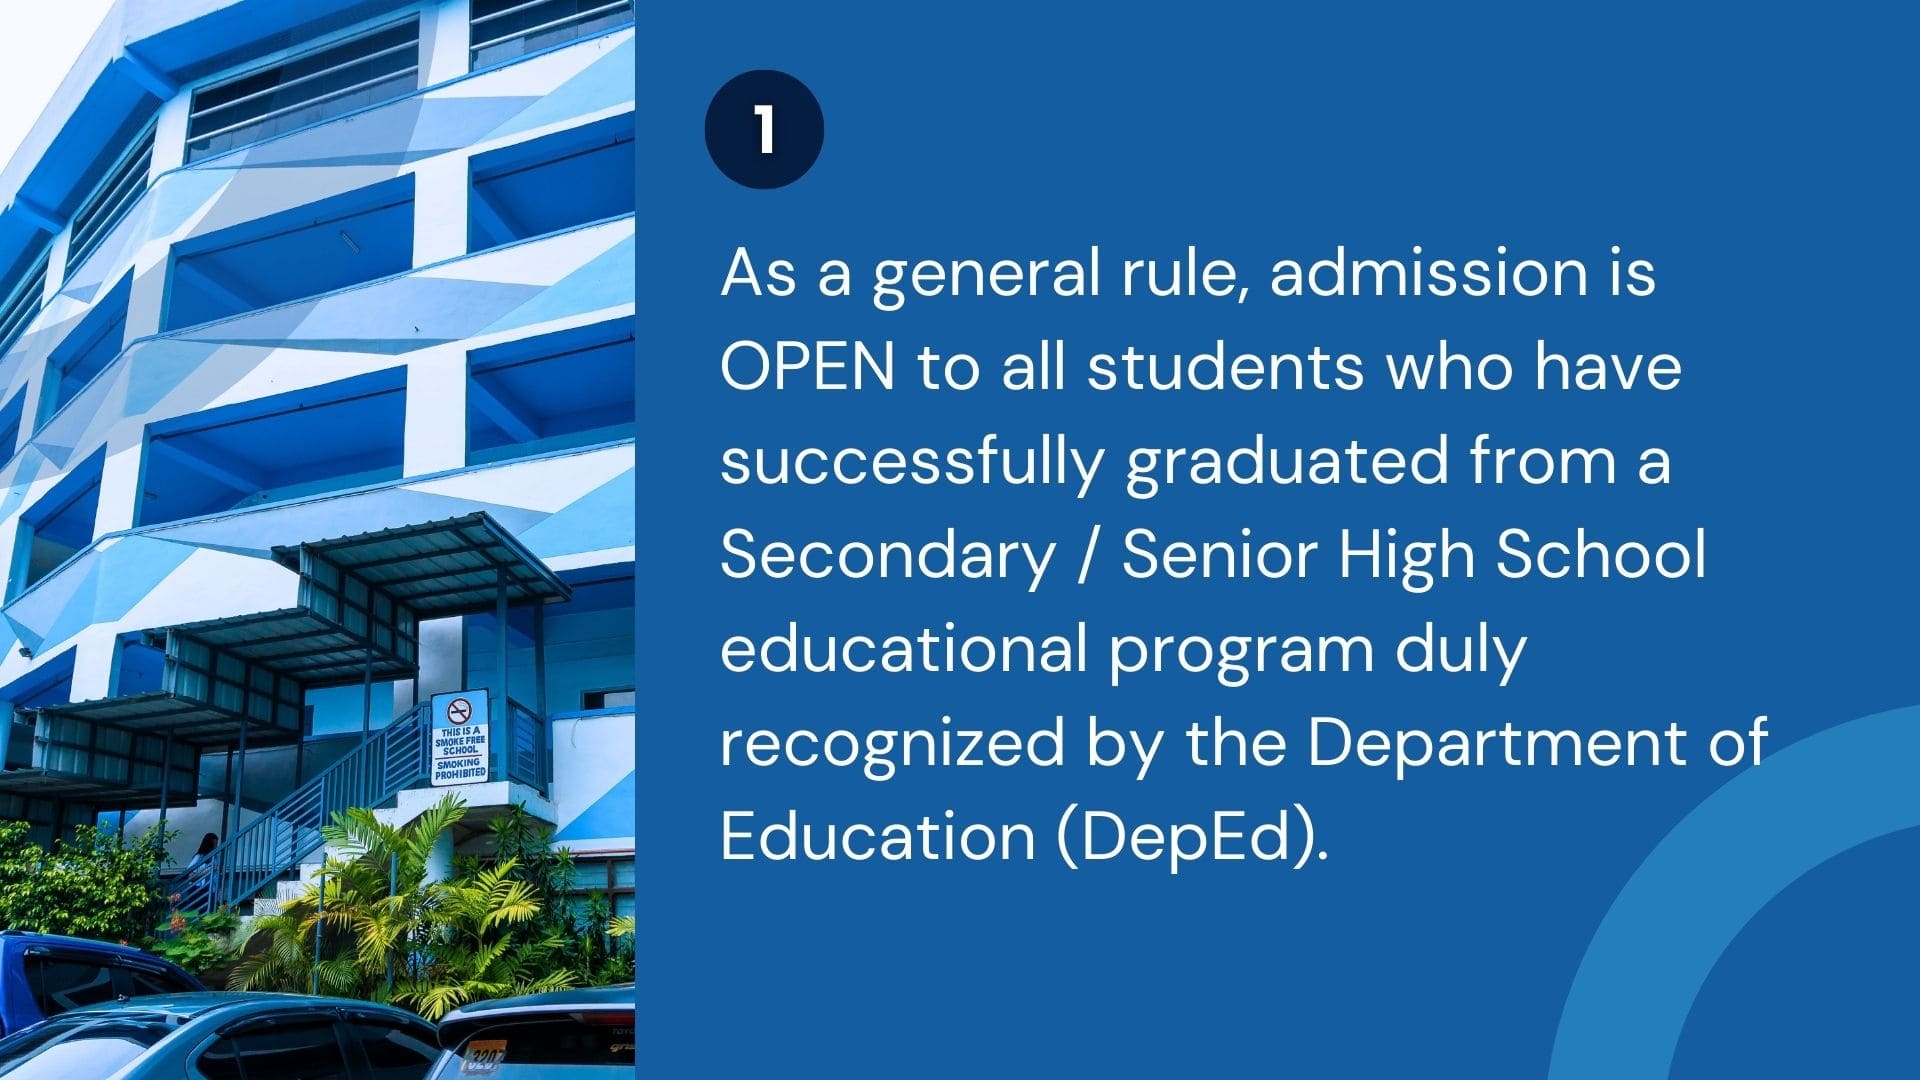 1
As a general rule, admission is
OPEN to all students who have
successfully graduated from a
Secondary / Senior High School
educational program duly
recognized by the Department of
Education (DepEd).
THIS IS A
SMOKE FREE
SCHOOL
SMOKING
PROHIBITED
3207